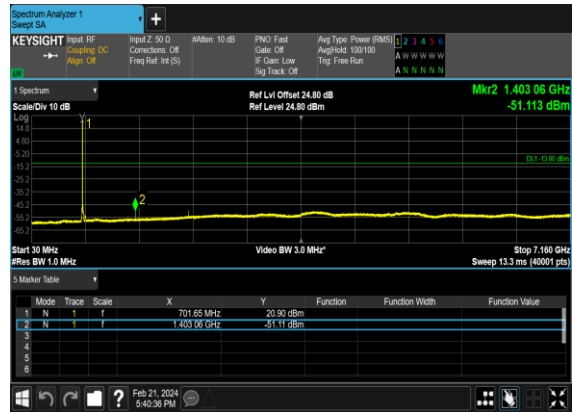 Spectrum Analyzer 1
Swept SA
KEYSIGHT Input: RF Input Z: 50 Ω #Atten: 10 dB PNO: Fast Avg Type: Power (RMS) 1 2 3 4 5 6
Coupling: DC Corrections: Off Gate: Off Avg|Hold: 100/100 A W W W W W
Align: Off Freq Ref: Int (S) IF Gain: Low Trig: Free Run
Sig Track: Off A N N N N N
1 Spectrum Ref Lvl Offset 24.80 dB Mkr2 1.403 06 GHz
Scale/Div 10 dB Ref Level 24.80 dBm -51.113 dBm
Log
14.8
4.80
-5.20
-15.2
-25.2
-35.2
-45.2
-55.2
-65.2
1
2
DL1 -13.00 dBm
Start 30 MHz Video BW 3.0 MHz* Stop 7.160 GHz
#Res BW 1.0 MHz Sweep 13.3 ms (40001 pts)
5 Marker Table
Mode Trace Scale X Y Function Function Width Function Value
1 N 1 f 701.65 MHz 20.90 dBm
2 N 1 f 1.403 06 GHz -51.11 dBm
3
4
5
6
Feb 21, 2024
5:40:36 PM